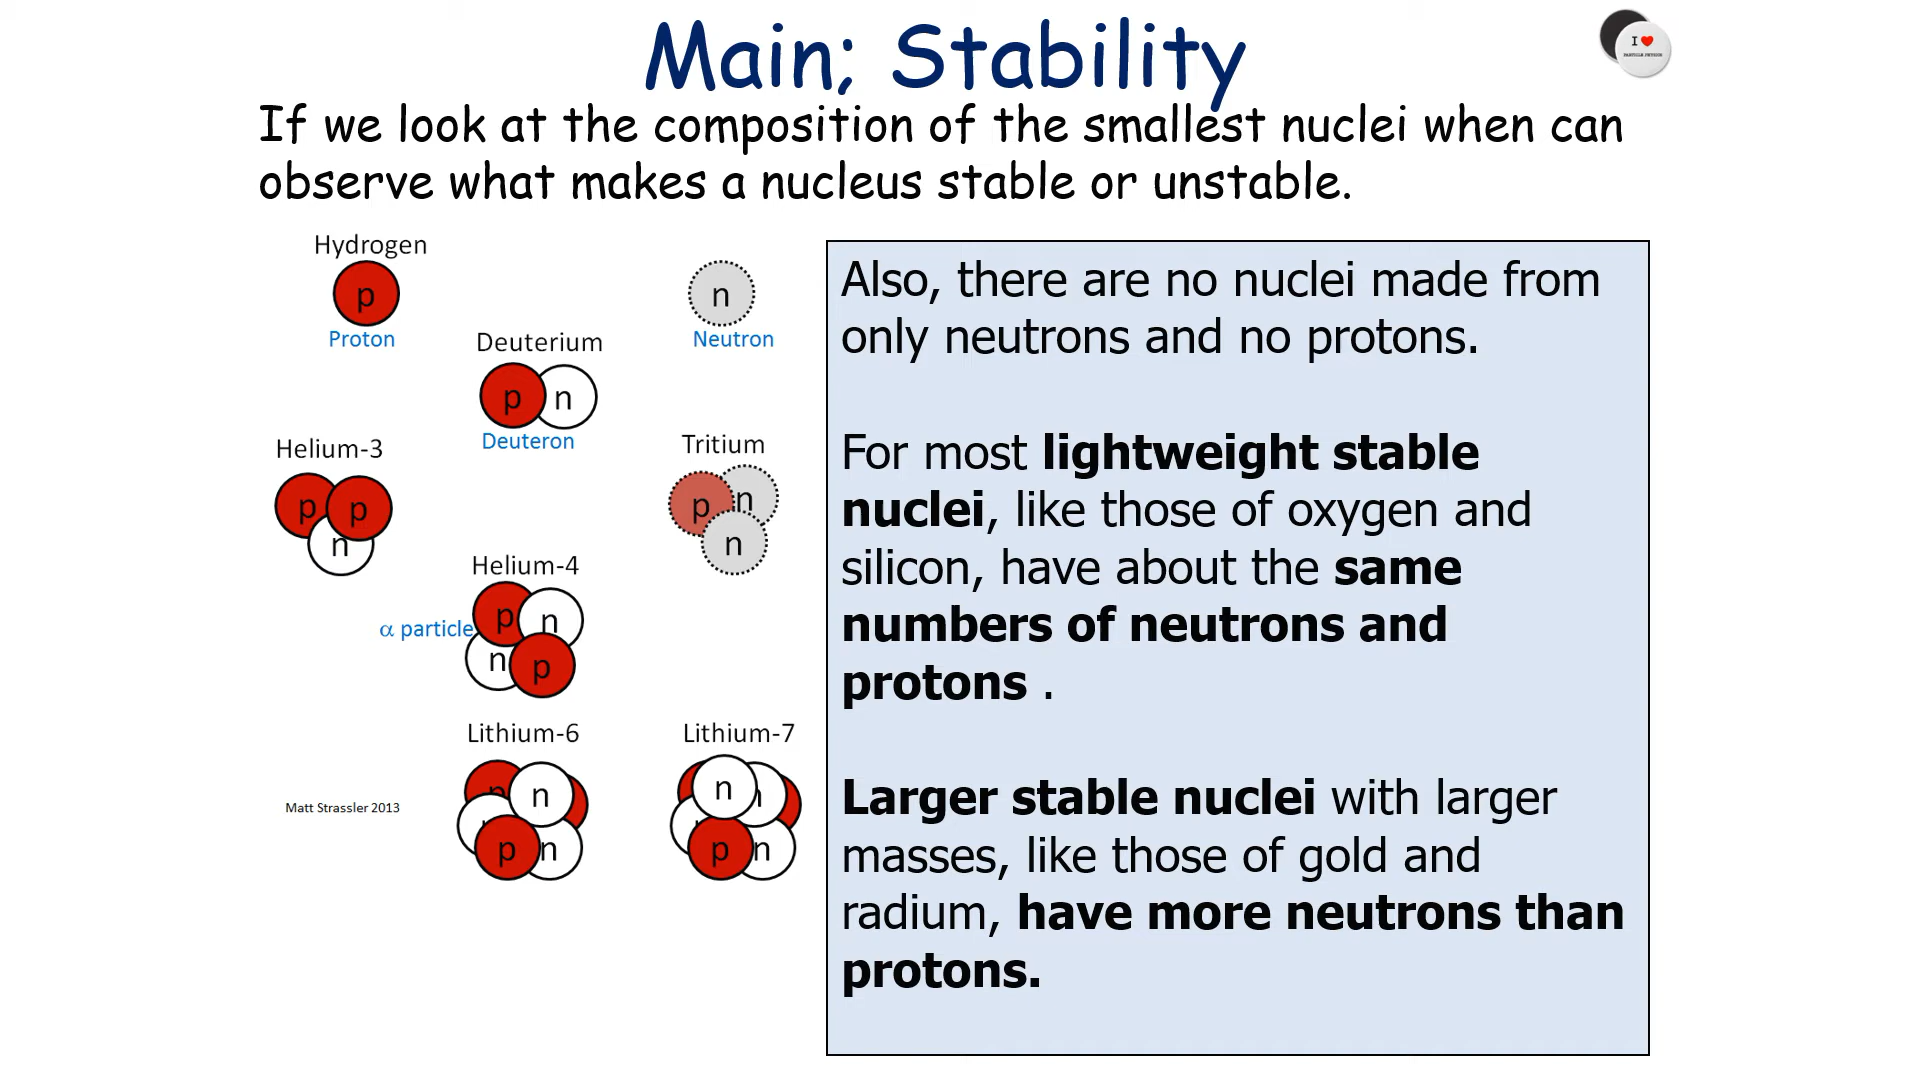 Main; Stability
I ❤
PARTICLE PHYSICS
If we look at the composition of the smallest nuclei when can
observe what makes a nucleus stable or unstable.
Hydrogen
p
Proton
n
Neutron
Deuterium
p n
Deuteron
Helium-3
p p
n
Tritium
p n
n
Helium-4
α particle
p n
n p
Lithium-6
p n
p n
Lithium-7
n
p n
Matt Strassler 2013
Also, there are no nuclei made from
only neutrons and no protons.
For most lightweight stable
nuclei, like those of oxygen and
silicon, have about the same
numbers of neutrons and
protons .
Larger stable nuclei with larger
masses, like those of gold and
radium, have more neutrons than
protons.